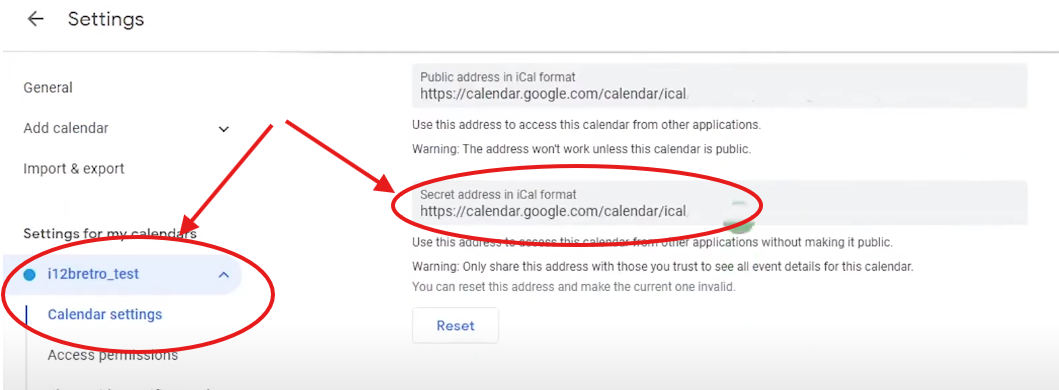 Settings
General
Add calendar
Import & export
Settings for my calendars
i12bretro_test
Calendar settings
Access permissions
Public address in iCal format
https://calendar.google.com/calendar/ical
Use this address to access this calendar from other applications.
Warning: The address won't work unless this calendar is public.
Secret address in iCal format
https://calendar.google.com/calendar/ical
Use this address to access this calendar from other applications without making it public.
Warning: Only share this address with those you trust to see all event details for this calendar.
You can reset this address and make the current one invalid.
Reset